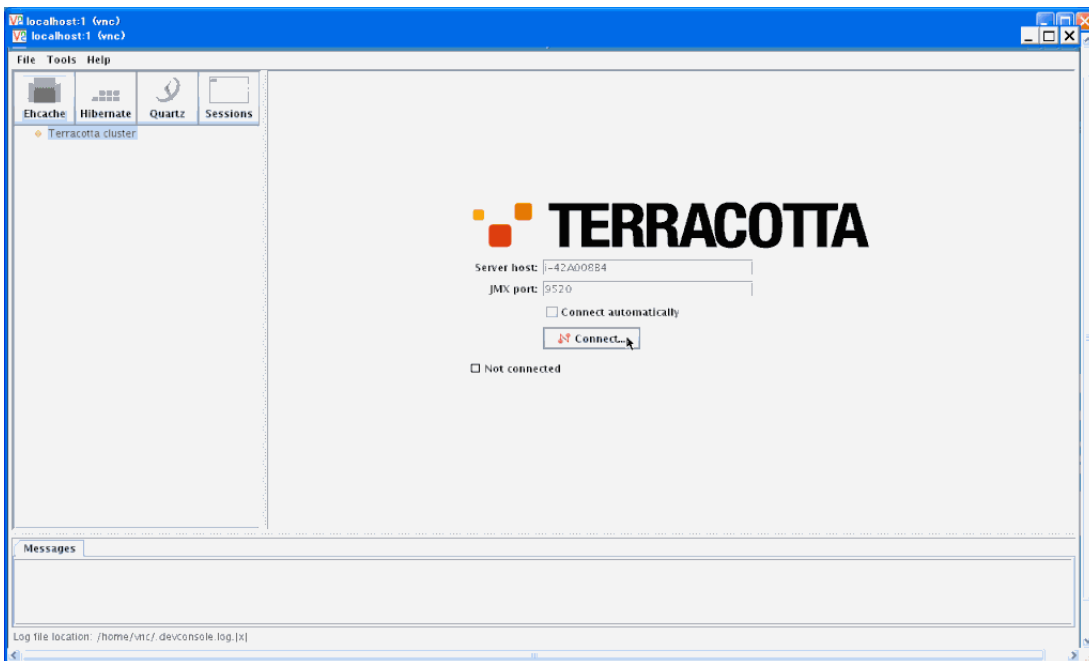 localhost:1 (vnc)
localhost:1 (vnc)
File Tools Help
Ehcache Hibernate Quartz Sessions
Terracotta cluster
TERRACOTTA
Server host: i-42A008B4
JMX port: 9520
Connect automatically
Connect...
Not connected
Messages
Log file location: /home/vnc/.devconsole.log.|x|